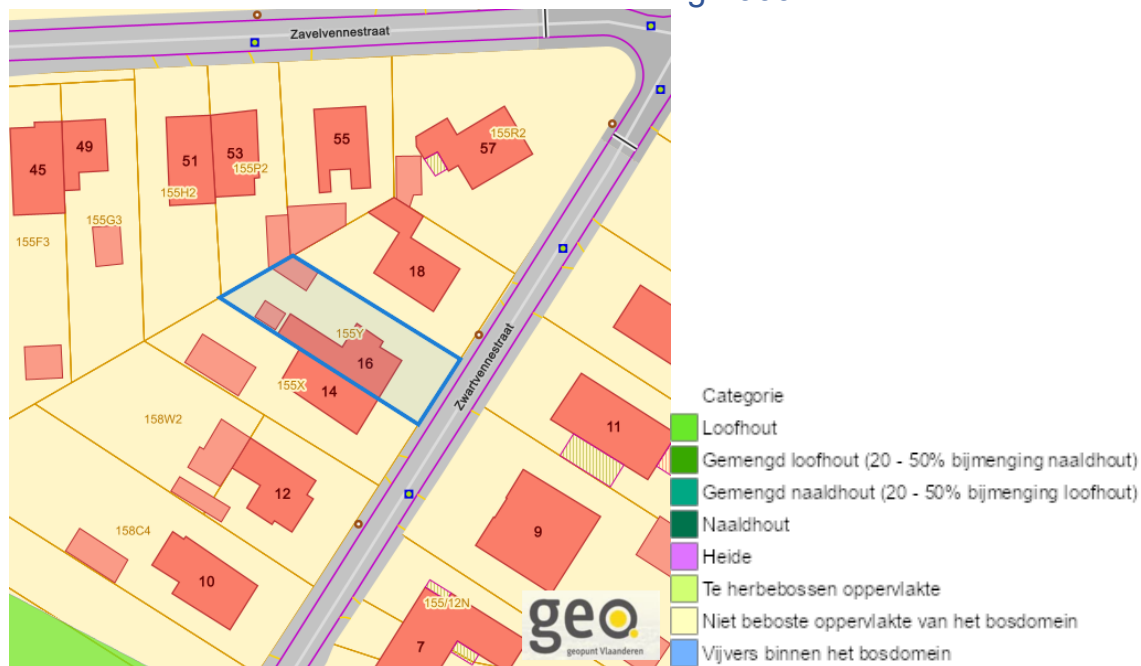 Zavelvennestraat
45
49
51
53
55
57
155R2
155P2
155H2
155G3
155F3
18
155Y
16
155X
14
Zwartvennestraat
158W2
11
12
9
158C4
10
155/12N
7
geo.
geopunt Vlaanderen
Categorie
Loofhout
Gemengd loofhout (20 - 50% bijmenging naaldhout)
Gemengd naaldhout (20 - 50% bijmenging loofhout)
Naaldhout
Heide
Te herbebossen oppervlakte
Niet beboste oppervlakte van het bosdomein
Vijvers binnen het bosdomein